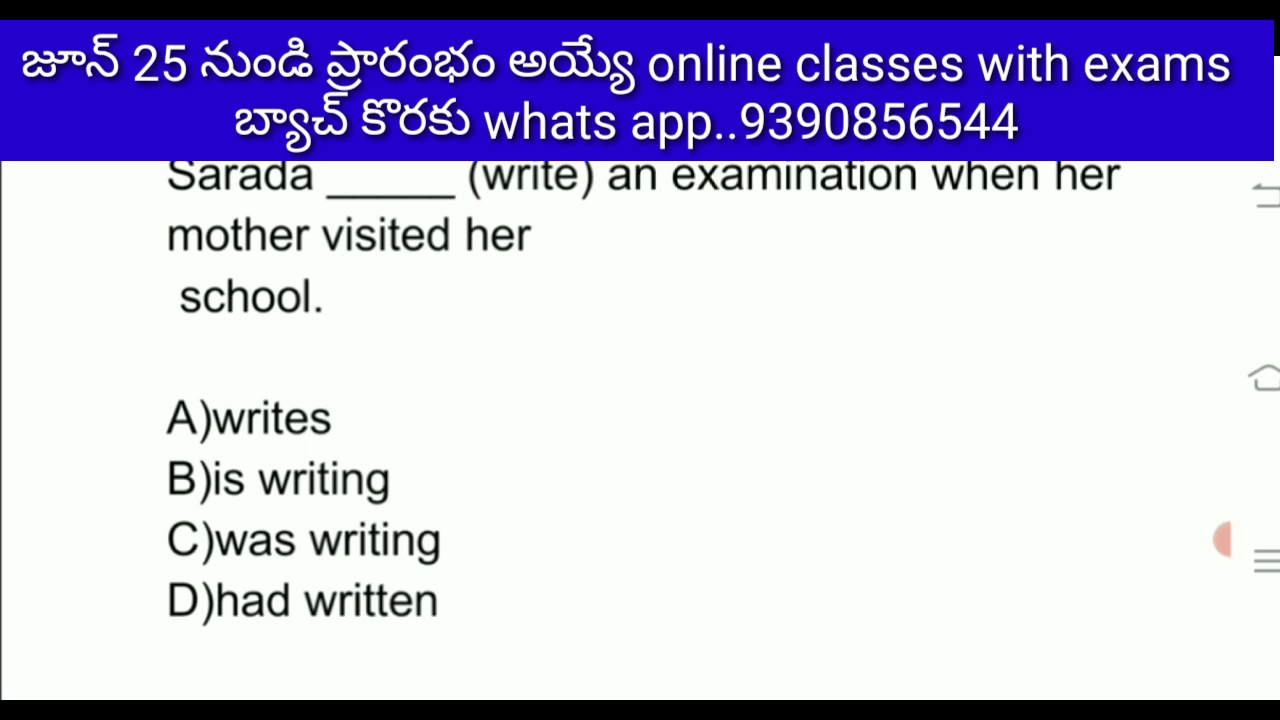 జూన్ 25 నుండి ప్రారంభం అయ్యే online classes with exams
బ్యాచ్ కొరకు whats app..9390856544
Sarada ______ (write) an examination when her
mother visited her
school.
A)writes
B)is writing
C)was writing
D)had written